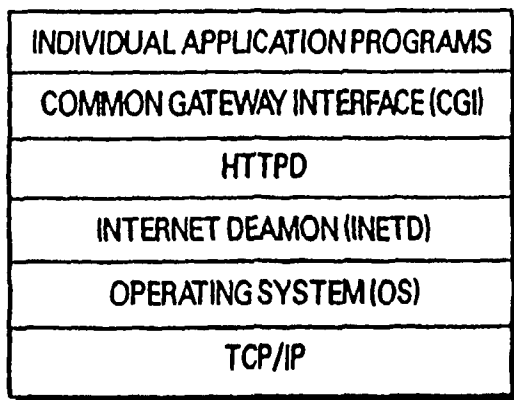 INDIVIDUAL APPLICATION PROGRAMS
COMMON GATEWAY INTERFACE (CGI)
HTTPD
INTERNET DEAMON (INETD)
OPERATING SYSTEM (OS)
TCP/IP